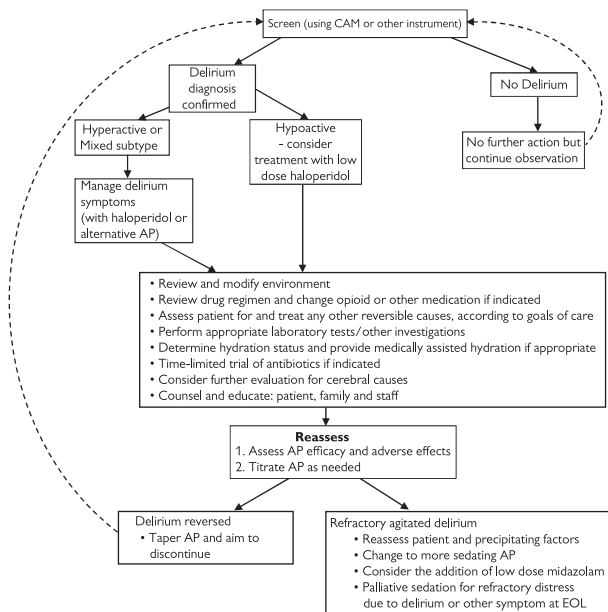 Screen (using CAM or other instrument)
Delirium
diagnosis
confirmed
No Delirium
Hyperactive or
Mixed subtype
Hypoactive
- consider
treatment with low
dose haloperidol
No further action but
continue observation
Manage delirium
symptoms
(with haloperidol or
alternative AP)
• Review and modify environment
• Review drug regimen and change opioid or other medication if indicated
• Assess patient for and treat any other reversible causes, according to goals of care
• Perform appropriate laboratory tests/other investigations
• Determine hydration status and provide medically assisted hydration if appropriate
• Time-limited trial of antibiotics if indicated
• Consider further evaluation for cerebral causes
• Counsel and educate: patient, family and staff
Reassess
1. Assess AP efficacy and adverse effects
2. Titrate AP as needed
Delirium reversed
• Taper AP and aim to
discontinue
Refractory agitated delirium
• Reassess patient and precipitating factors
• Change to more sedating AP
• Consider the addition of low dose midazolam
• Palliative sedation for refractory distress
due to delirium or other symptom at EOL